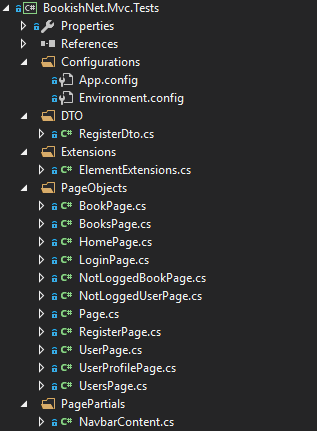 C# BookishNet.Mvc.Tests
Properties
References
Configurations
App.config
Environment.config
DTO
C# RegisterDto.cs
Extensions
C# ElementExtensions.cs
PageObjects
C# BookPage.cs
C# BooksPage.cs
C# HomePage.cs
C# LoginPage.cs
C# NotLoggedBookPage.cs
C# NotLoggedUserPage.cs
C# Page.cs
C# RegisterPage.cs
C# UserPage.cs
C# UserProfilePage.cs
C# UsersPage.cs
PagePartials
C# NavbarContent.cs